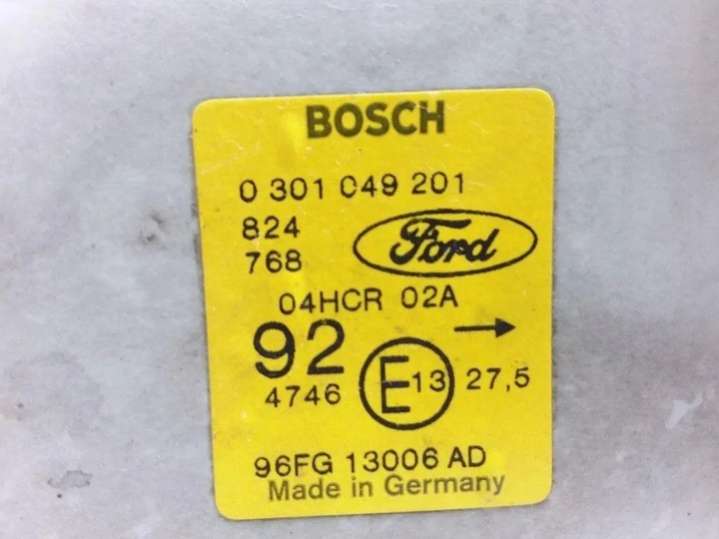 BOSCH
0 301 049 201
824
768
Ford
04HCR 02A
92
4746
E13
27,5
96FG 13006 AD
Made in Germany